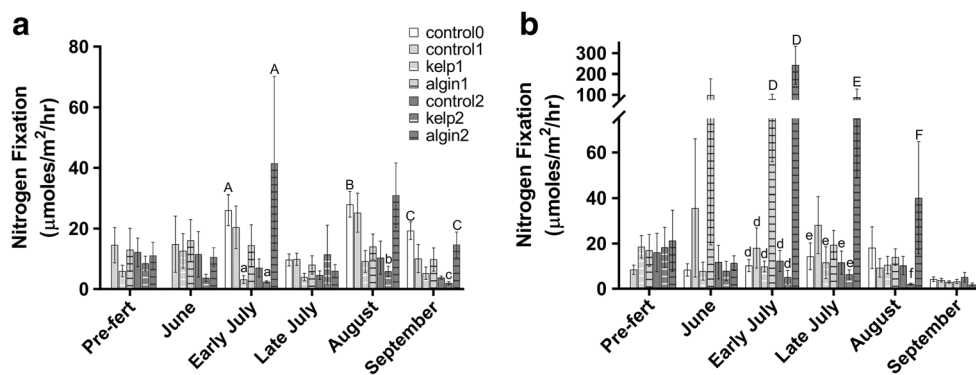 a
Nitrogen Fixation
(μmoles/m²/hr)
80
60
40
20
0
control0
control1
kelp1
algin1
control2
kelp2
algin2
A
a
a
A
B
b
C
c
C
Pre-fert
June
Early July
Late July
August
September
b
Nitrogen Fixation
(μmoles/m²/hr)
300
200
100
60
40
20
0
d
d
d
D
d
d
D
e
e
e
e
e
E
f
F
Pre-fert
June
Early July
Late July
August
September